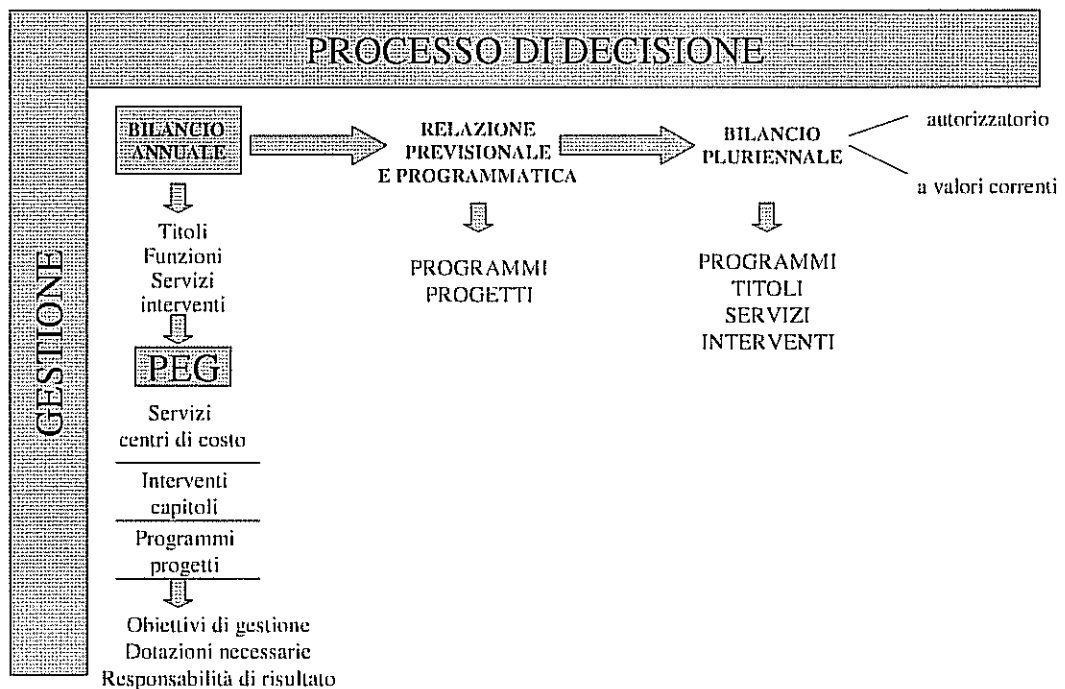 PROCESSO DI DECISIONE
GESTIONE
BILANCIO
ANNUALE
Titoli
Funzioni
Servizi
interventi
PEG
Servizi
centri di costo
Interventi
capitoli
Programmi
progetti
Obiettivi di gestione
Dotazioni necessarie
Responsabilità di risultato
RELAZIONE
PREVISIONALE
E PROGRAMMATICA
PROGRAMMI
PROGETTI
BILANCIO
PLURIENNALE
autorizzatorio
a valori correnti
PROGRAMMI
TITOLI
SERVIZI
INTERVENTI